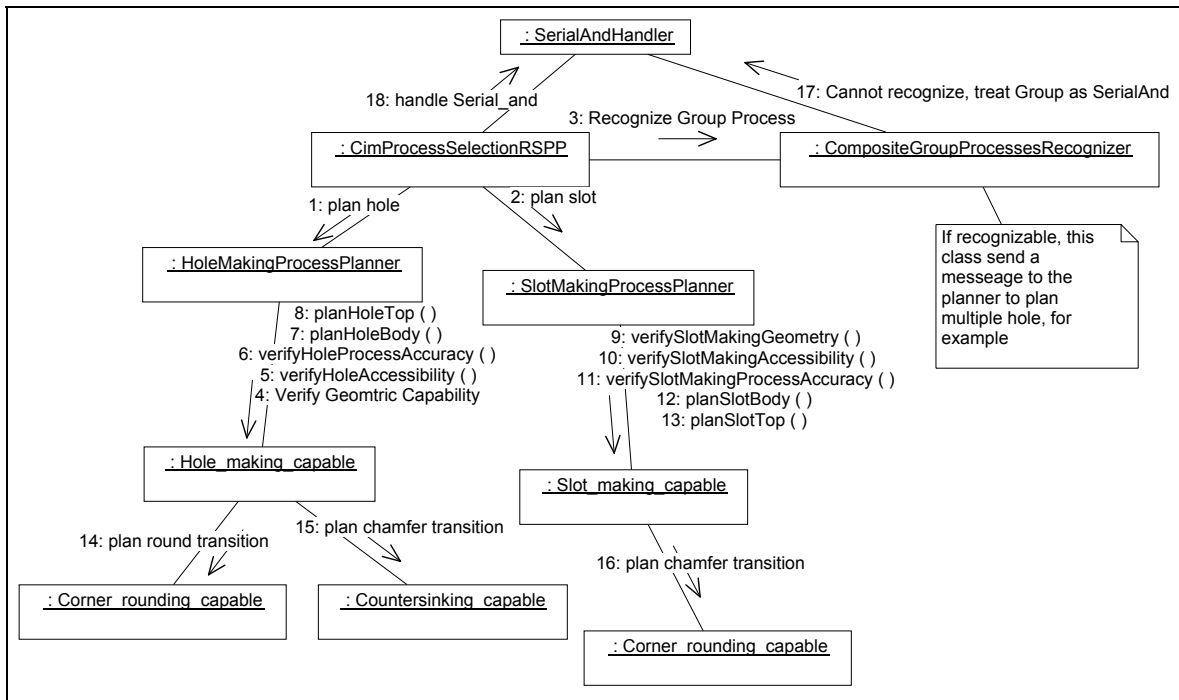 : SerialAndHandler
18: handle Serial_and
17: Cannot recognize, treat Group as SerialAnd
3: Recognize Group Process
: CimProcessSelectionRSPP
: CompositeGroupProcessesRecognizer
1: plan hole
2: plan slot
If recognizable, this
class send a
messeage to the
planner to plan
multiple hole, for
example
: HoleMakingProcessPlanner
: SlotMakingProcessPlanner
8: planHoleTop ( )
7: planHoleBody ( )
6: verifyHoleProcessAccuracy ( )
5: verifyHoleAccessibility ( )
4: Verify Geomtric Capability
9: verifySlotMakingGeometry ( )
10: verifySlotMakingAccessibility ( )
11: verifySlotMakingProcessAccuracy ( )
12: planSlotBody ( )
13: planSlotTop ( )
: Hole_making_capable
: Slot_making_capable
14: plan round transition
15: plan chamfer transition
16: plan chamfer transition
: Corner_rounding_capable
: Countersinking_capable
: Corner_rounding_capable